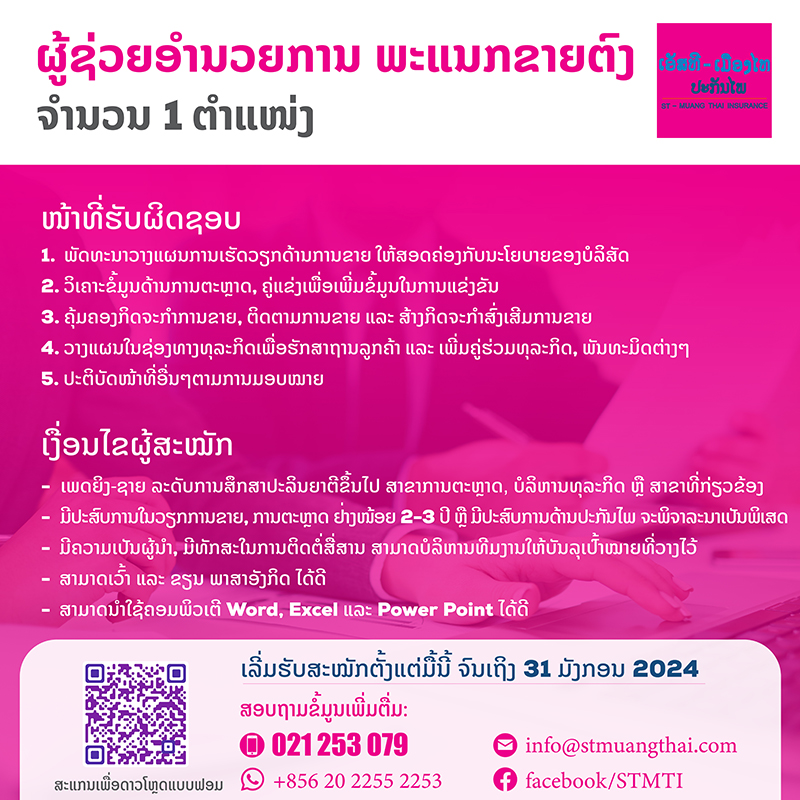 ຜູ້ຊ່ວຍອຳນວຍການ ພະແນກຂາຍຕົງ
ຈຳນວນ 1 ຕຳແໜ່ງ
ເອັສທີ - ເມືອງໄທ
ປະກັນໄພ
ST - MUANG THAI INSURANCE
ໜ້າທີ່ຮັບຜິດຊອບ
1. ພັດທະນາວາງແຜນການເຮັດວຽກດ້ານການຂາຍ ໃຫ້ສອດຄ່ອງກັບນະໂຍບາຍຂອງບໍລິສັດ
2. ວິເຄາະຂໍ້ມູນດ້ານການຕະຫຼາດ, ຄູ່ແຂ່ງເພື່ອເພີ່ມຂໍ້ມູນໃນການແຂ່ງຂັນ
3. ຄຸ້ມຄອງກິດຈະກຳການຂາຍ, ຕິດຕາມການຂາຍ ແລະ ສ້າງກິດຈະກຳສົ່ງເສີມການຂາຍ
4. ວາງແຜນໃນຊ່ອງທາງທຸລະກິດເພື່ອຮັກສາຖານລູກຄ້າ ແລະ ເພີ່ມຄູ່ຮ່ວມທຸລະກິດ, ພັນທະມິດຕ່າງໆ
5. ປະຕິບັດໜ້າທີ່ອື່ນໆຕາມການມອບໝາຍ
ເງື່ອນໄຂຜູ້ສະໝັກ
- ເພດຍິງ-ຊາຍ ລະດັບການສຶກສາປະລິນຍາຕີຂຶ້ນໄປ ສາຂາການຕະຫຼາດ, ບໍລິຫານທຸລະກິດ ຫຼື ສາຂາທີ່ກ່ຽວຂ້ອງ
- ມີປະສົບການໃນວຽກການຂາຍ, ການຕະຫຼາດ ຢ່າງໜ້ອຍ 2-3 ປີ ຫຼື ມີປະສົບການດ້ານປະກັນໄພ ຈະພິຈາລະນາເປັນພິເສດ
- ມີຄວາມເປັນຜູ້ນຳ, ມີທັກສະໃນການຕິດຕໍ່ສື່ສານ ສາມາດບໍລິຫານທີມງານໃຫ້ບັນລຸເປົ້າໝາຍທີ່ວາງໄວ້
- ສາມາດເວົ້າ ແລະ ຂຽນ ພາສາອັງກິດ ໄດ້ດີ
- ສາມາດນຳໃຊ້ຄອມພິວເຕີ Word, Excel ແລະ Power Point ໄດ້ດີ
ເລີ່ມຮັບສະໝັກຕັ້ງແຕ່ມື້ນີ້ ຈົນເຖິງ 31 ມັງກອນ 2024
ສອບຖາມຂໍ້ມູນເພີ່ມຕື່ມ:
021 253 079
info@stmuangthai.com
+856 20 2255 2253
facebook/STMTI
ສະແກນເພື່ອດາວໂຫຼດແບບຟອມ